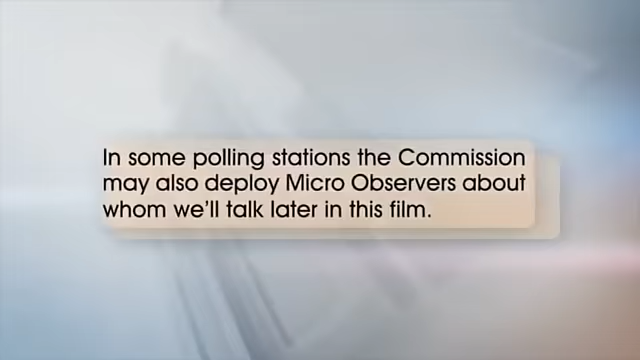 In some polling stations the Commission
may also deploy Micro Observers about
whom we'll talk later in this film.